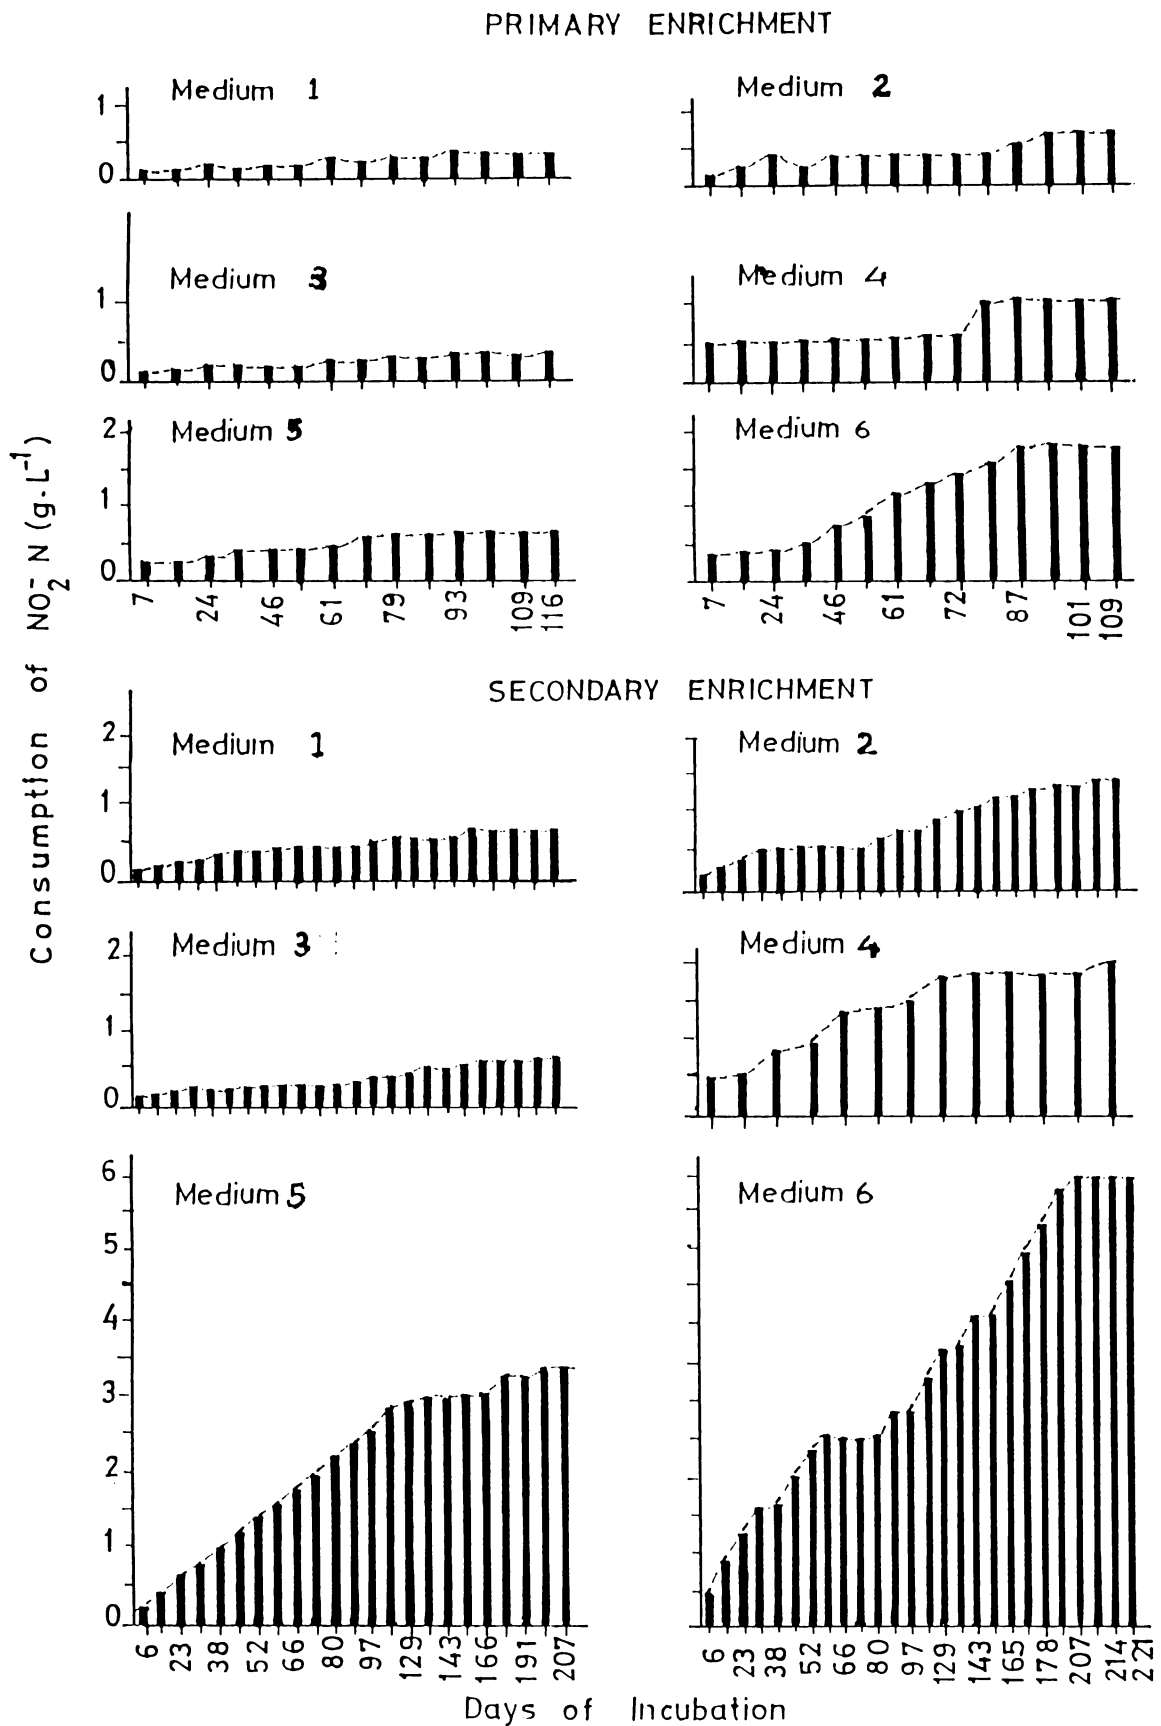 PRIMARY ENRICHMENT
Medium 1
1
0
Medium 2
Medium 3
1
0
Medium 4
Medium 5
2
1
0
7 24 46 61 79 93 109 116
Medium 6
7 24 46 61 72 87 101 109
Consumption of NO₂⁻N (g.L⁻¹)
SECONDARY ENRICHMENT
Medium 1
2
1
0
Medium 2
Medium 3
2
1
0
Medium 4
Medium 5
6
5
4
3
2
1
0
6 23 38 52 66 80 97 129 143 166 191 207
Medium 6
6 23 38 52 66 80 97 129 143 165 178 207 214 221
Days of Incubation